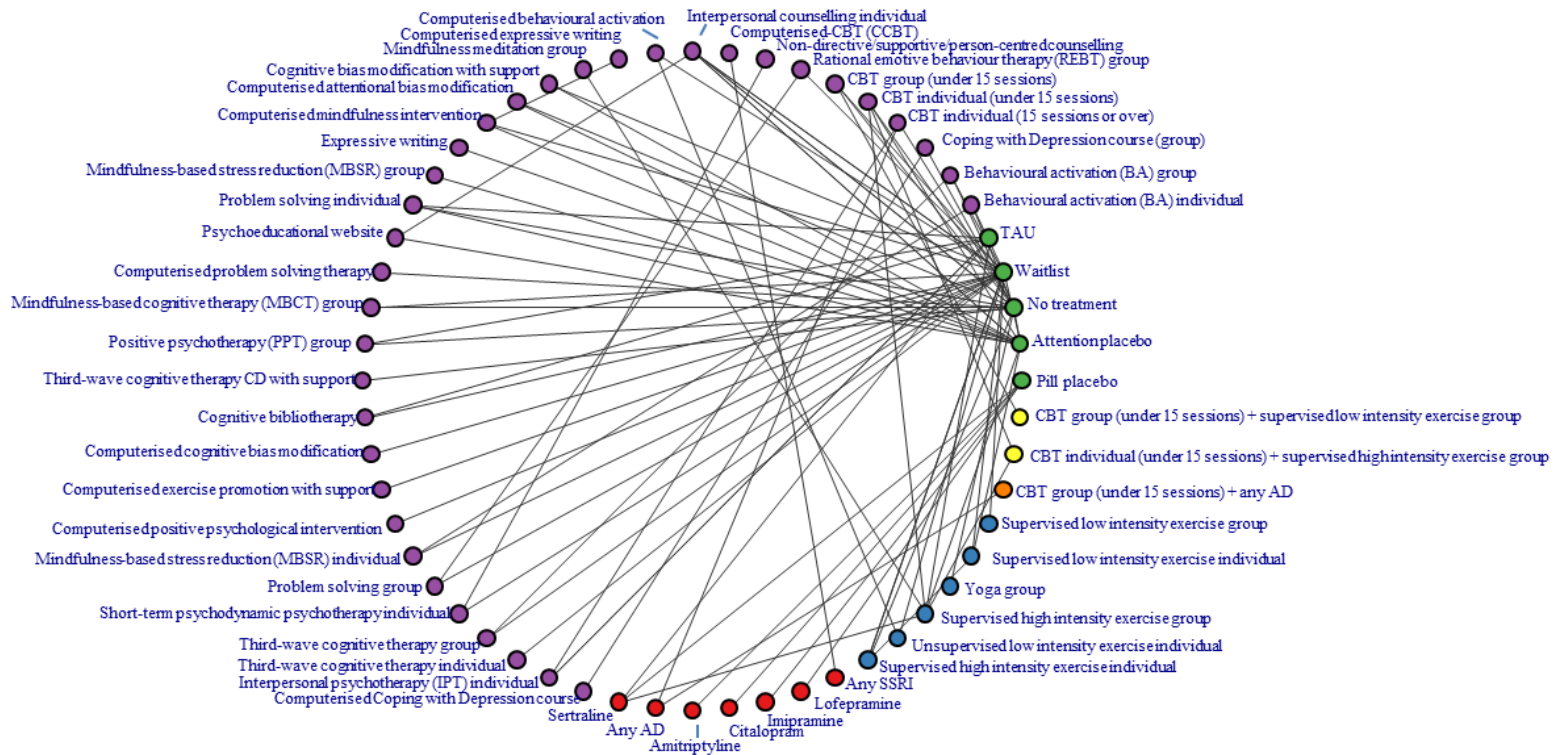 Computerised behavioural activation
Interpersonal counselling individual
Computerised expressive writing
Computerised-CBT (CCBT)
Mindfulness meditation group
Non-directive/supportive/person-centred counselling
Cognitive bias modification with support
Rational emotive behaviour therapy (REBT) group
Computerised attentional bias modification
CBT group (under 15 sessions)
CBT individual (under 15 sessions)
Computerised mindfulness intervention
CBT individual (15 sessions or over)
Expressive writing
Coping with Depression course (group)
Mindfulness-based stress reduction (MBSR) group
Behavioural activation (BA) group
Problem solving individual
Behavioural activation (BA) individual
Psychoeducational website
TAU
Computerised problem solving therapy
Waitlist
Mindfulness-based cognitive therapy (MBCT) group
No treatment
Positive psychotherapy (PPT) group
Attention placebo
Third-wave cognitive therapy CD with support
Pill placebo
Cognitive bibliotherapy
CBT group (under 15 sessions) + supervised low intensity exercise group
Computerised cognitive bias modification
CBT individual (under 15 sessions) + supervised high intensity exercise group
Computerised exercise promotion with support
CBT group (under 15 sessions) + any AD
Computerised positive psychological intervention
Supervised low intensity exercise group
Mindfulness-based stress reduction (MBSR) individual
Supervised low intensity exercise individual
Problem solving group
Yoga group
Short-term psychodynamic psychotherapy individual
Supervised high intensity exercise group
Third-wave cognitive therapy group
Unsupervised low intensity exercise individual
Third-wave cognitive therapy individual
Supervised high intensity exercise individual
Interpersonal psychotherapy (IPT) individual
Any SSRI
Computerised Coping with Depression course
Lofepramine
Sertraline
Imipramine
Any AD
Citalopram
Amitriptyline